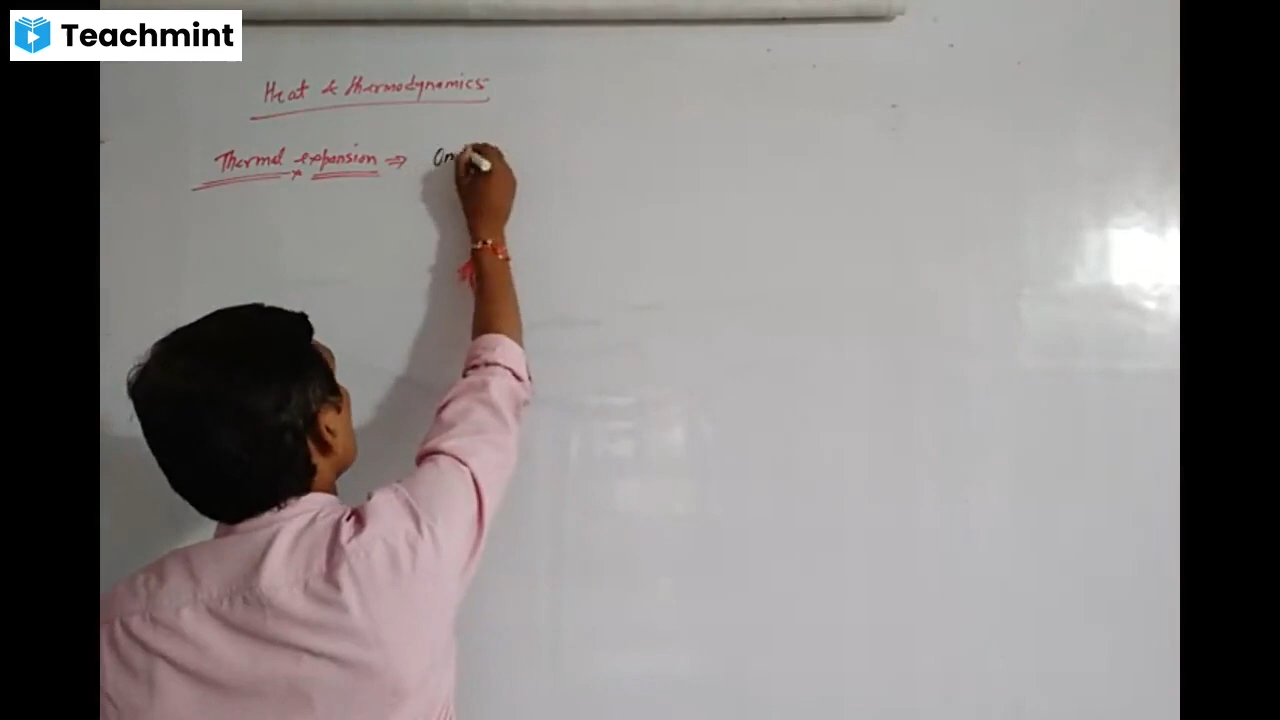 Teachmint
Heat & thermodynamics
Thermal expansion ⇒ On